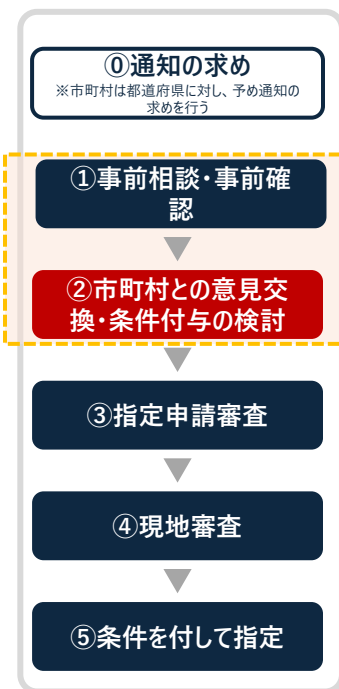 ⓪通知の求め
※市町村は都道府県に対し、予め通知の
求めを行う
①事前相談・事前確
認
②市町村との意見交
換・条件付与の検討
③指定申請審査
④現地審査
⑤条件を付して指定